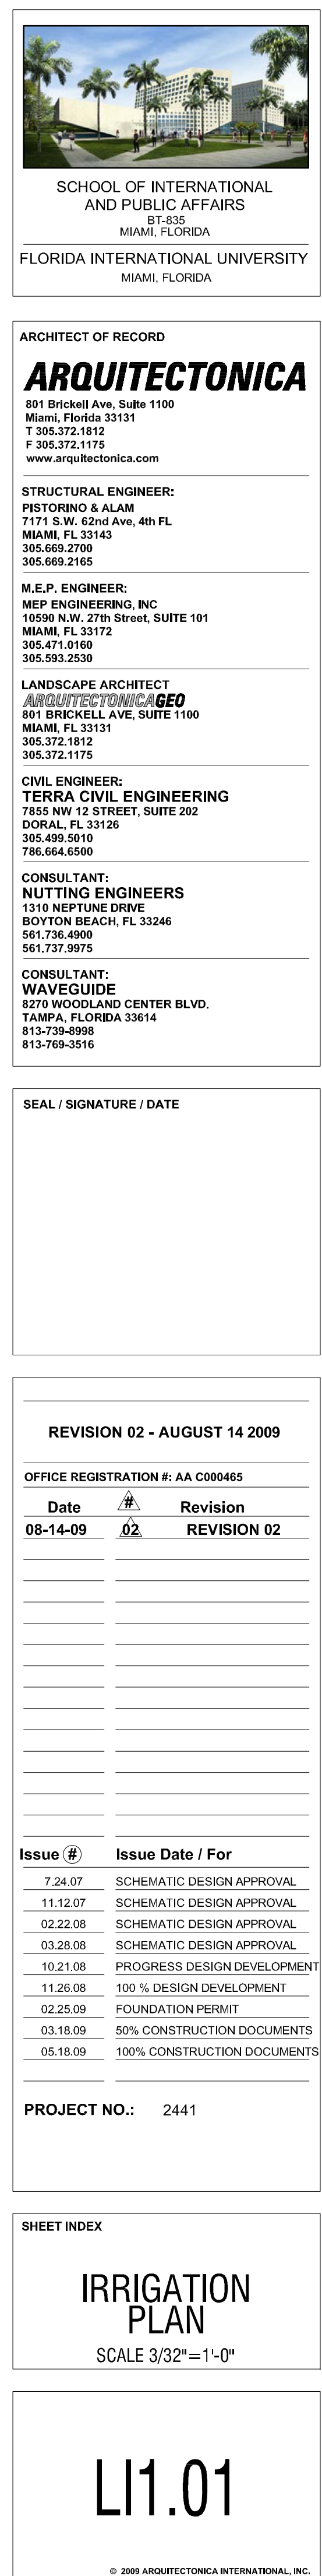 SCHOOL OF INTERNATIONAL
AND PUBLIC AFFAIRS
BT-835
MIAMI, FLORIDA
FLORIDA INTERNATIONAL UNIVERSITY
MIAMI, FLORIDA
ARCHITECT OF RECORD
ARQUITECTONICA
801 Brickell Ave, Suite 1100
Miami, Florida 33131
T 305.372.1812
F 305.372.1175
www.arquitectonica.com
STRUCTURAL ENGINEER:
PISTORINO & ALAM
7171 S.W. 62nd Ave, 4th FL
MIAMI, FL 33143
305.669.2700
305.669.2165
M.E.P. ENGINEER:
MEP ENGINEERING, INC
10590 N.W. 27th Street, SUITE 101
MIAMI, FL 33172
305.471.0160
305.593.2530
LANDSCAPE ARCHITECT
ARQUITECTONICAGEO
801 BRICKELL AVE, SUITE 1100
MIAMI, FL 33131
305.372.1812
305.372.1175
CIVIL ENGINEER:
TERRA CIVIL ENGINEERING
7855 NW 12 STREET, SUITE 202
DORAL, FL 33126
305.499.5010
786.664.6500
CONSULTANT:
NUTTING ENGINEERS
1310 NEPTUNE DRIVE
BOYTON BEACH, FL 33246
561.736.4900
561.737.9975
CONSULTANT:
WAVEGUIDE
8270 WOODLAND CENTER BLVD.
TAMPA, FLORIDA 33614
813-739-8998
813-769-3516
SEAL / SIGNATURE / DATE
REVISION 02 - AUGUST 14 2009
OFFICE REGISTRATION #: AA C000465
Date # Revision
08-14-09 02 REVISION 02
Issue # Issue Date / For
7.24.07 SCHEMATIC DESIGN APPROVAL
11.12.07 SCHEMATIC DESIGN APPROVAL
02.22.08 SCHEMATIC DESIGN APPROVAL
03.28.08 SCHEMATIC DESIGN APPROVAL
10.21.08 PROGRESS DESIGN DEVELOPMENT
11.26.08 100 % DESIGN DEVELOPMENT
02.25.09 FOUNDATION PERMIT
03.18.09 50% CONSTRUCTION DOCUMENTS
05.18.09 100% CONSTRUCTION DOCUMENTS
PROJECT NO.: 2441
SHEET INDEX
IRRIGATION
PLAN
SCALE 3/32"=1'-0"
LI1.01
© 2009 ARQUITECTONICA INTERNATIONAL, INC.